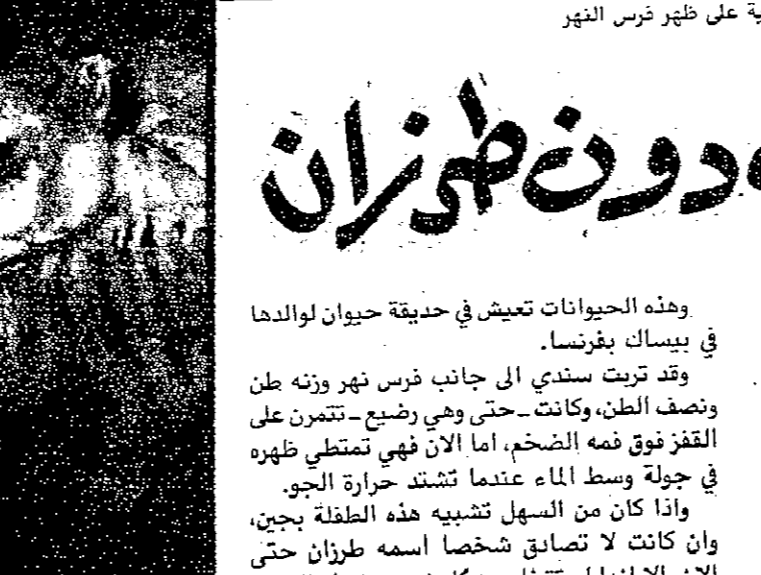 ية على ظهر فرس النهر
دون طرزان
وهذه الحيوانات تعيش في حديقة حيوان لوالدها
في بيساك بفرنسا.
وقد تربت سندي الى جانب فرس نهر وزنه طن
ونصف الطن، وكانت ـ حتى وهي رضيع ـ تتمرن على
القفز فوق فمه الضخم، اما الان فهي تمتطي ظهره
في جولة وسط الماء عندما تشتد حرارة الجو.
واذا كان من السهل تشبيه هذه الطفلة بجين،
وان كانت لا تصادق شخصا اسمه طرزان حتى